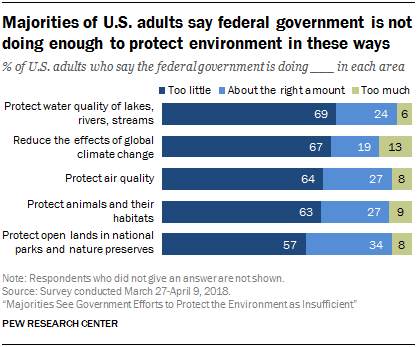 Majorities of U.S. adults say federal government is not
doing enough to protect environment in these ways
% of U.S. adults who say the federal government is doing ___ in each area
Too little About the right amount Too much
Protect water quality of lakes,
rivers, streams
69 24 6
Reduce the effects of global
climate change
67 19 13
Protect air quality
64 27 8
Protect animals and their
habitats
63 27 9
Protect open lands in national
parks and nature preserves
57 34 8
Note: Respondents who did not give an answer are not shown.
Source: Survey conducted March 27-April 9, 2018.
“Majorities See Government Efforts to Protect the Environment as Insufficient”
PEW RESEARCH CENTER